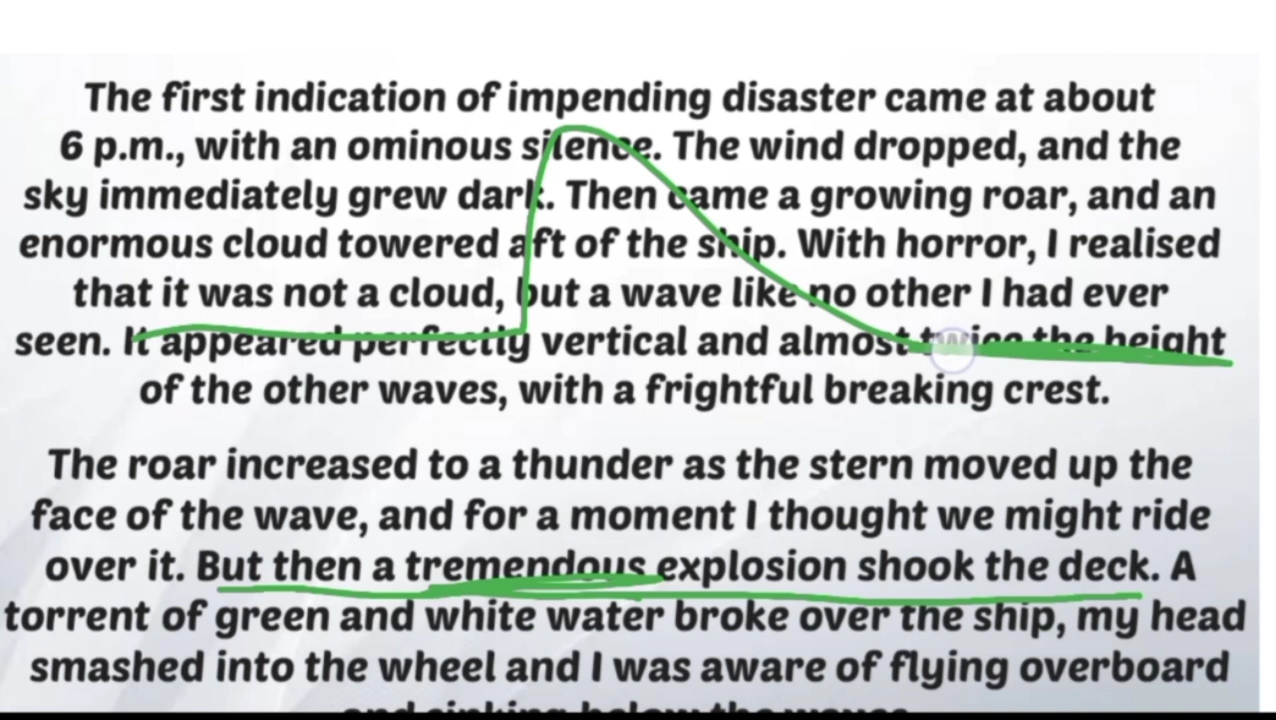 The first indication of impending disaster came at about
6 p.m., with an ominous silence. The wind dropped, and the
sky immediately grew dark. Then came a growing roar, and an
enormous cloud towered aft of the ship. With horror, I realised
that it was not a cloud, but a wave like no other I had ever
seen. It appeared perfectly vertical and almost twice the height
of the other waves, with a frightful breaking crest.
The roar increased to a thunder as the stern moved up the
face of the wave, and for a moment I thought we might ride
over it. But then a tremendous explosion shook the deck. A
torrent of green and white water broke over the ship, my head
smashed into the wheel and I was aware of flying overboard
and sinking below the waves